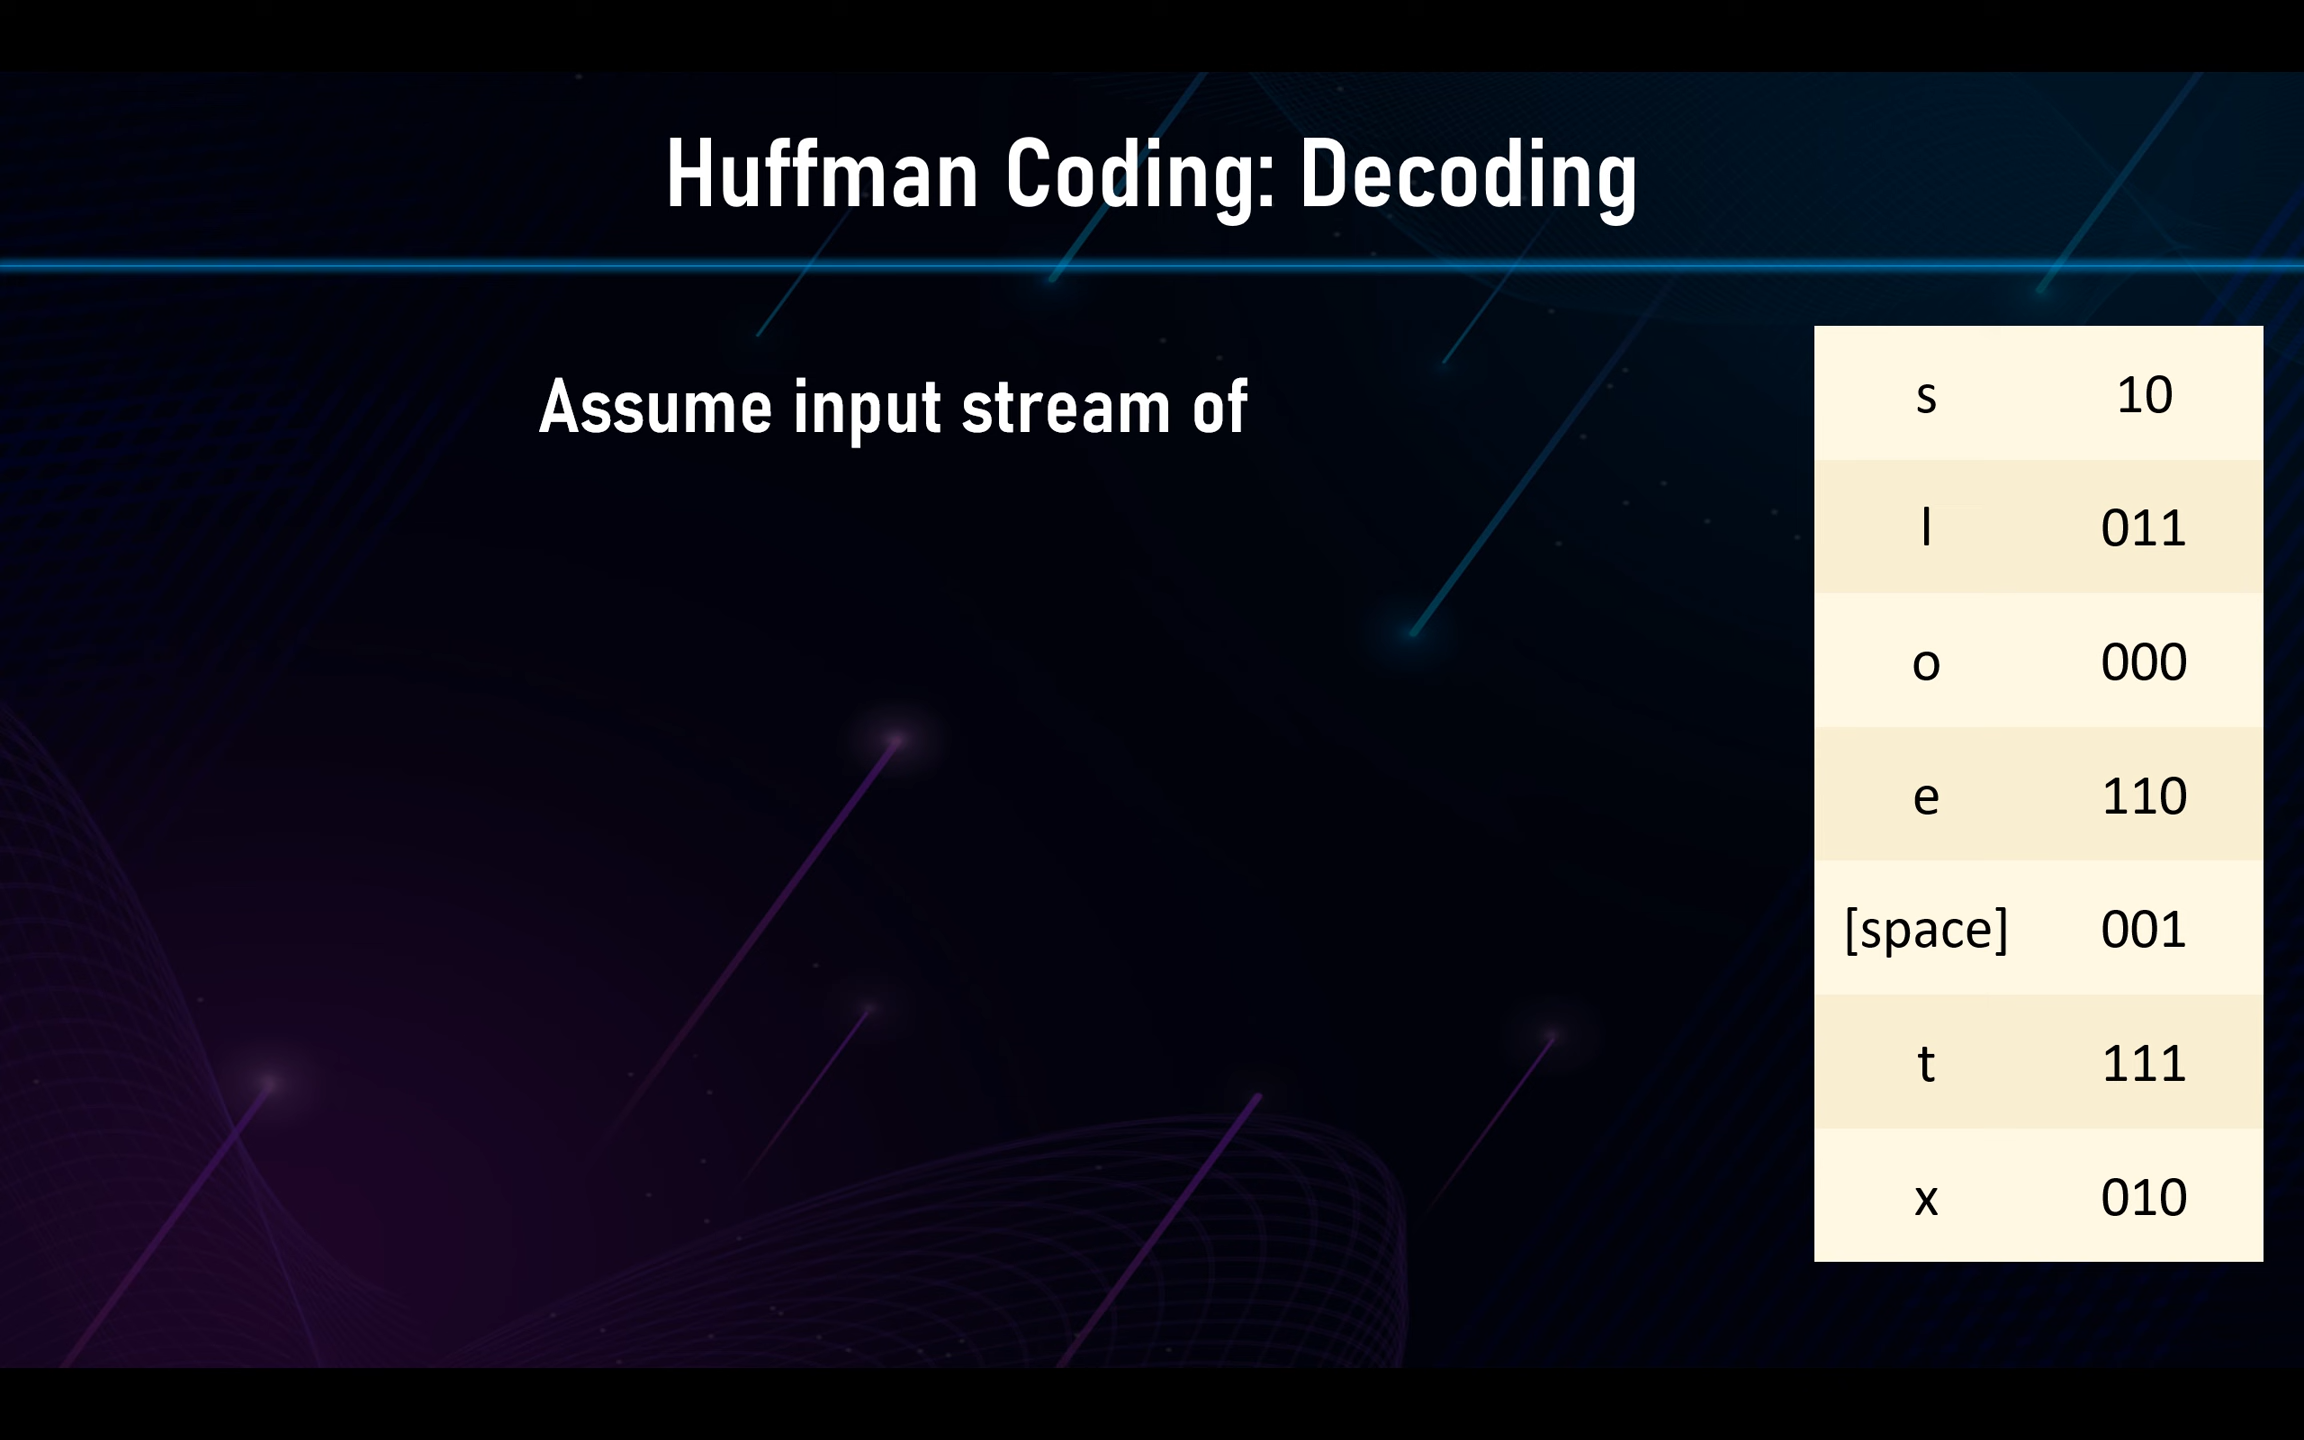 Huffman Coding: Decoding
Assume input stream of
s 10
l 011
o 000
e 110
[space] 001
t 111
x 010